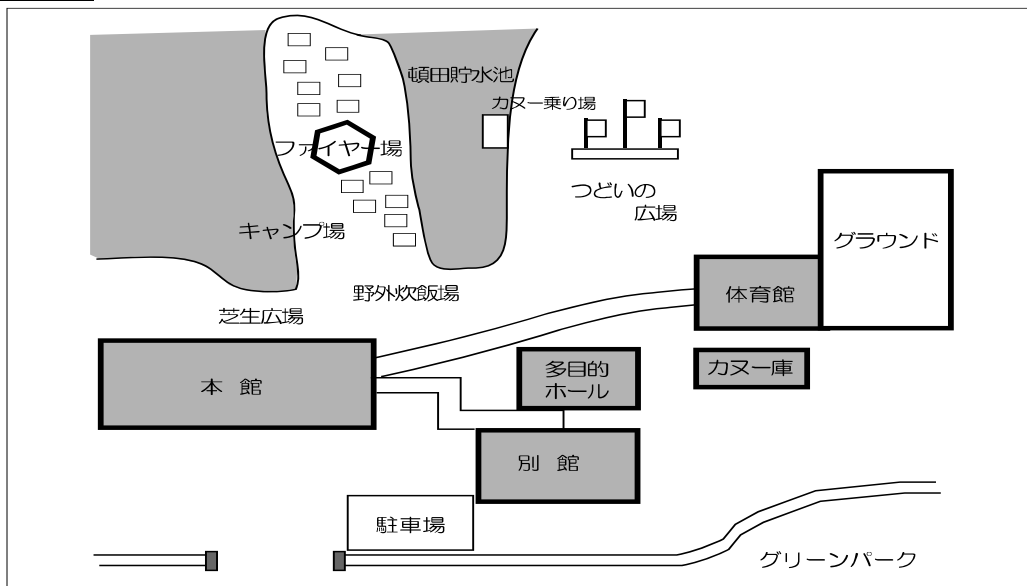 頓田貯水池
カヌー乗り場
ファイヤー場
つどいの
広場
キャンプ場
グラウンド
野外炊飯場
体育館
芝生広場
カヌー庫
多目的
ホール
本 館
別 館
駐車場
グリーンパーク